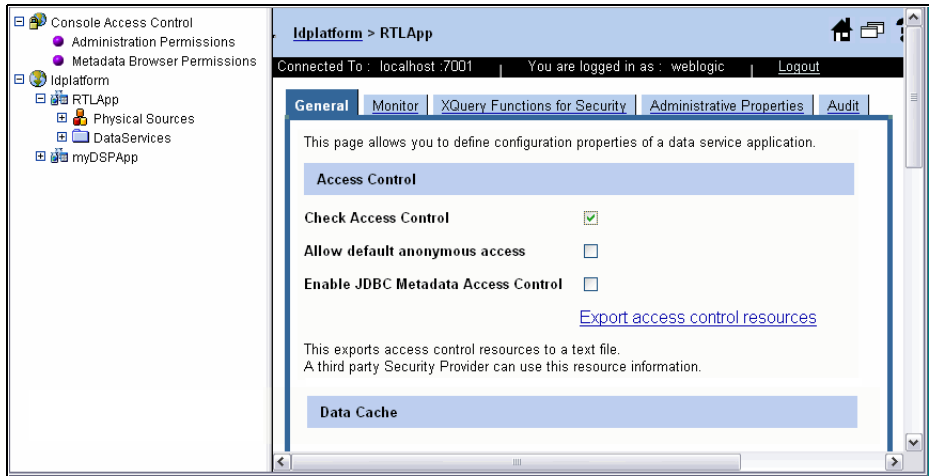 Console Access Control
Administration Permissions
Metadata Browser Permissions
ldplatform
RTLApp
Physical Sources
DataServices
myDSPApp
ldplatform > RTLApp
Connected To : localhost :7001 You are logged in as : weblogic Logout
General Monitor XQuery Functions for Security Administrative Properties Audit
This page allows you to define configuration properties of a data service application.
Access Control
Check Access Control
Allow default anonymous access
Enable JDBC Metadata Access Control
Export access control resources
This exports access control resources to a text file.
A third party Security Provider can use this resource information.
Data Cache